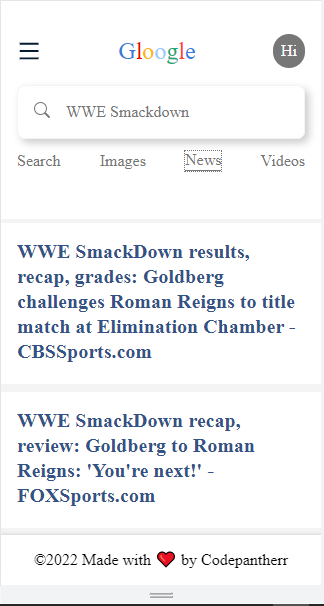 Gloogle
Hi
WWE Smackdown
Search Images News Videos
WWE SmackDown results,
recap, grades: Goldberg
challenges Roman Reigns to title
match at Elimination Chamber -
CBSSports.com
WWE SmackDown recap,
review: Goldberg to Roman
Reigns: 'You're next!' -
FOXSports.com
©2022 Made with ❤️ by Codepantherr